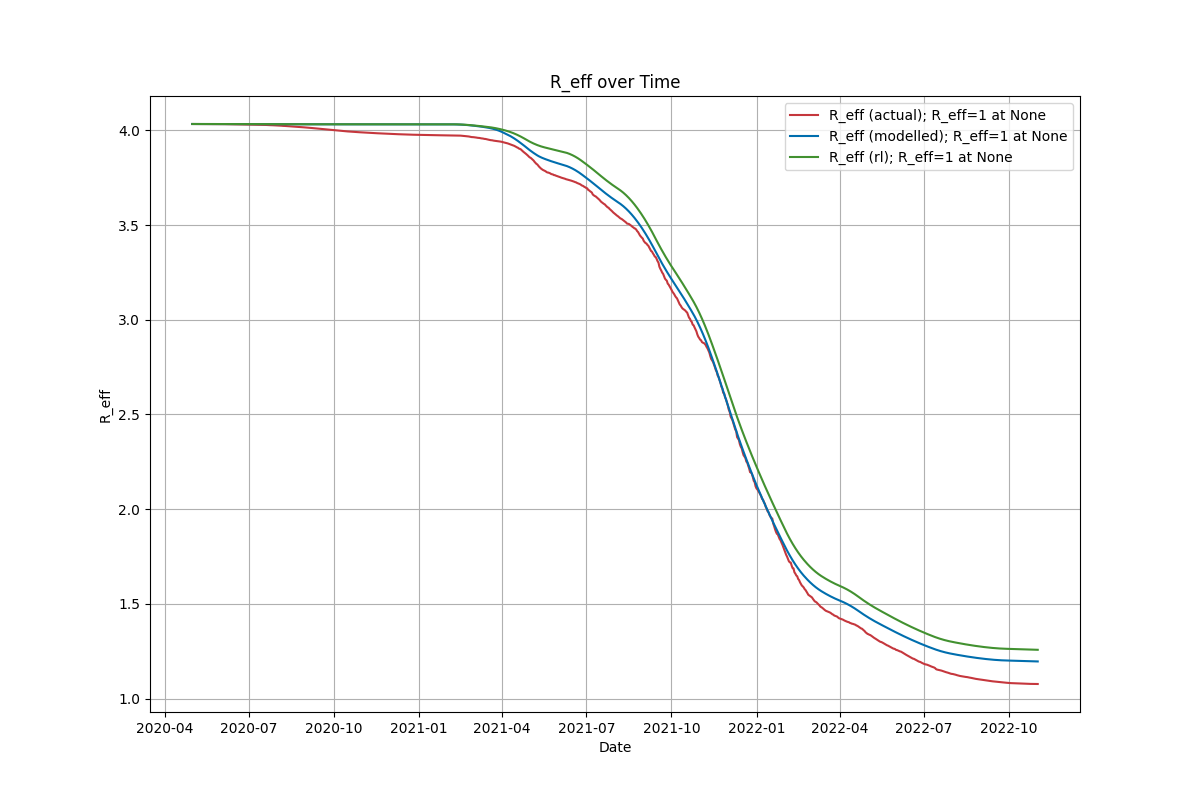 R_eff over Time
R_eff (actual); R_eff=1 at None
R_eff (modelled); R_eff=1 at None
R_eff (rl); R_eff=1 at None
4.0
3.5
3.0
2.5
2.0
1.5
1.0
R_eff
2020-04 2020-07 2020-10 2021-01 2021-04 2021-07 2021-10 2022-01 2022-04 2022-07 2022-10
Date